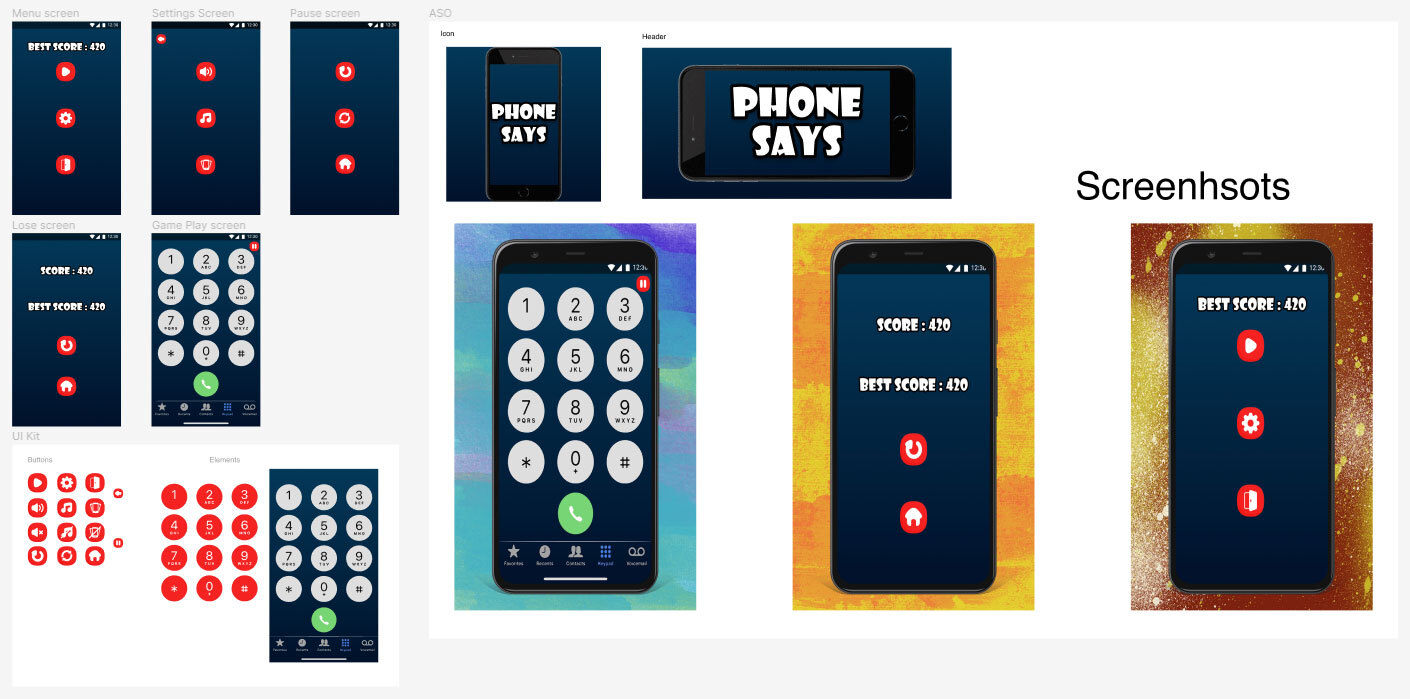 Menu screen
12:30
BEST SCORE : 420
Settings Screen
12:30
Pause screen
12:30
Lose screen
12:30
SCORE : 420
BEST SCORE : 420
Game Play screen
12:30
1 2 3
ABC DEF
4 5 6
GHI JKL MNO
7 8 9
PQRS TUV WXYZ
* 0 #
+
Favorites Recents Contacts Keypad Voicemail
UI Kit
Buttons
Elements
1 2 3
ABC DEF
4 5 6
GHI JKL MNO
7 8 9
PQRS TUV WXYZ
* 0 #
+
1 2 3
ABC DEF
4 5 6
GHI JKL MNO
7 8 9
PQRS TUV WXYZ
* 0 #
+
Favorites Recents Contacts Keypad Voicemail
ASO
Icon
PHONE
SAYS
Header
PHONE
SAYS
Screenhsots
12:30
1 2 3
ABC DEF
4 5 6
GHI JKL MNO
7 8 9
PQRS TUV WXYZ
* 0 #
+
Favorites Recents Contacts Keypad Voicemail
12:30
SCORE : 420
BEST SCORE : 420
12:30
BEST SCORE : 420